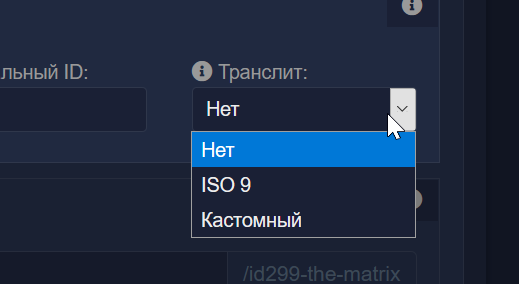 льный ID:
Транслит:
Нет
Нет
ISO 9
Кастомный
/id299-the-matrix